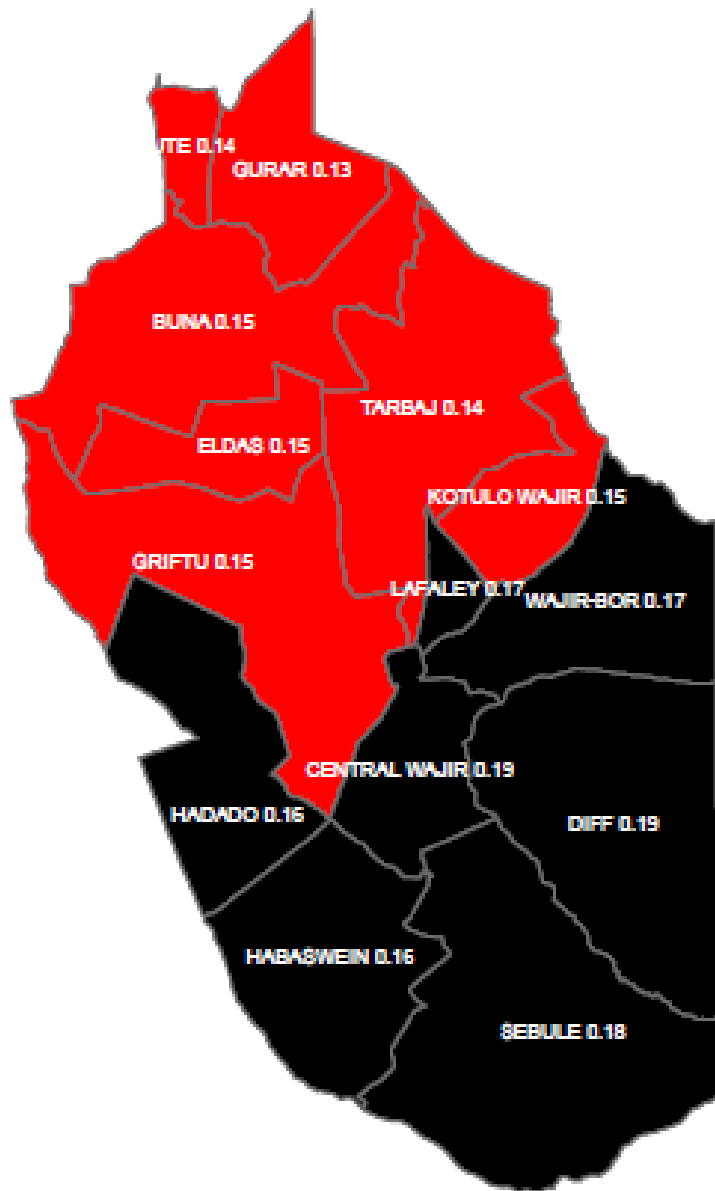 UTE 0.14
GURAR 0.13
BUNA 0.15
TARBAJ 0.14
ELDAS 0.15
KOTULO WAJIR 0.15
GRIFTU 0.15
LAFALEY 0.17
WAJIR-BOR 0.17
CENTRAL WAJIR 0.19
HADADO 0.16
DIFF 0.19
HABASWEIN 0.16
SEBULE 0.18